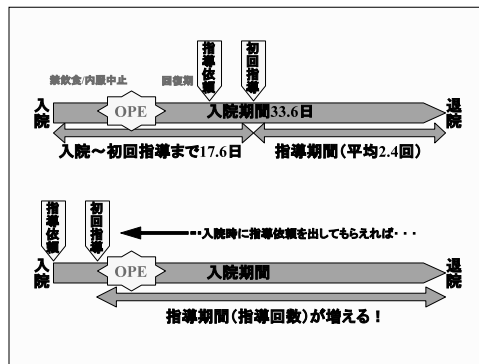 指導依頼
初回指導
禁飲食/内服中止
回復期
入院
OPE
入院期間33.6日
退院
入院～初回指導まで17.6日
指導期間(平均2.4回)
指導依頼
初回指導
･･･入院時に指導依頼を出してもらえれば･･･
入院
OPE
入院期間
退院
指導期間(指導回数)が増える！